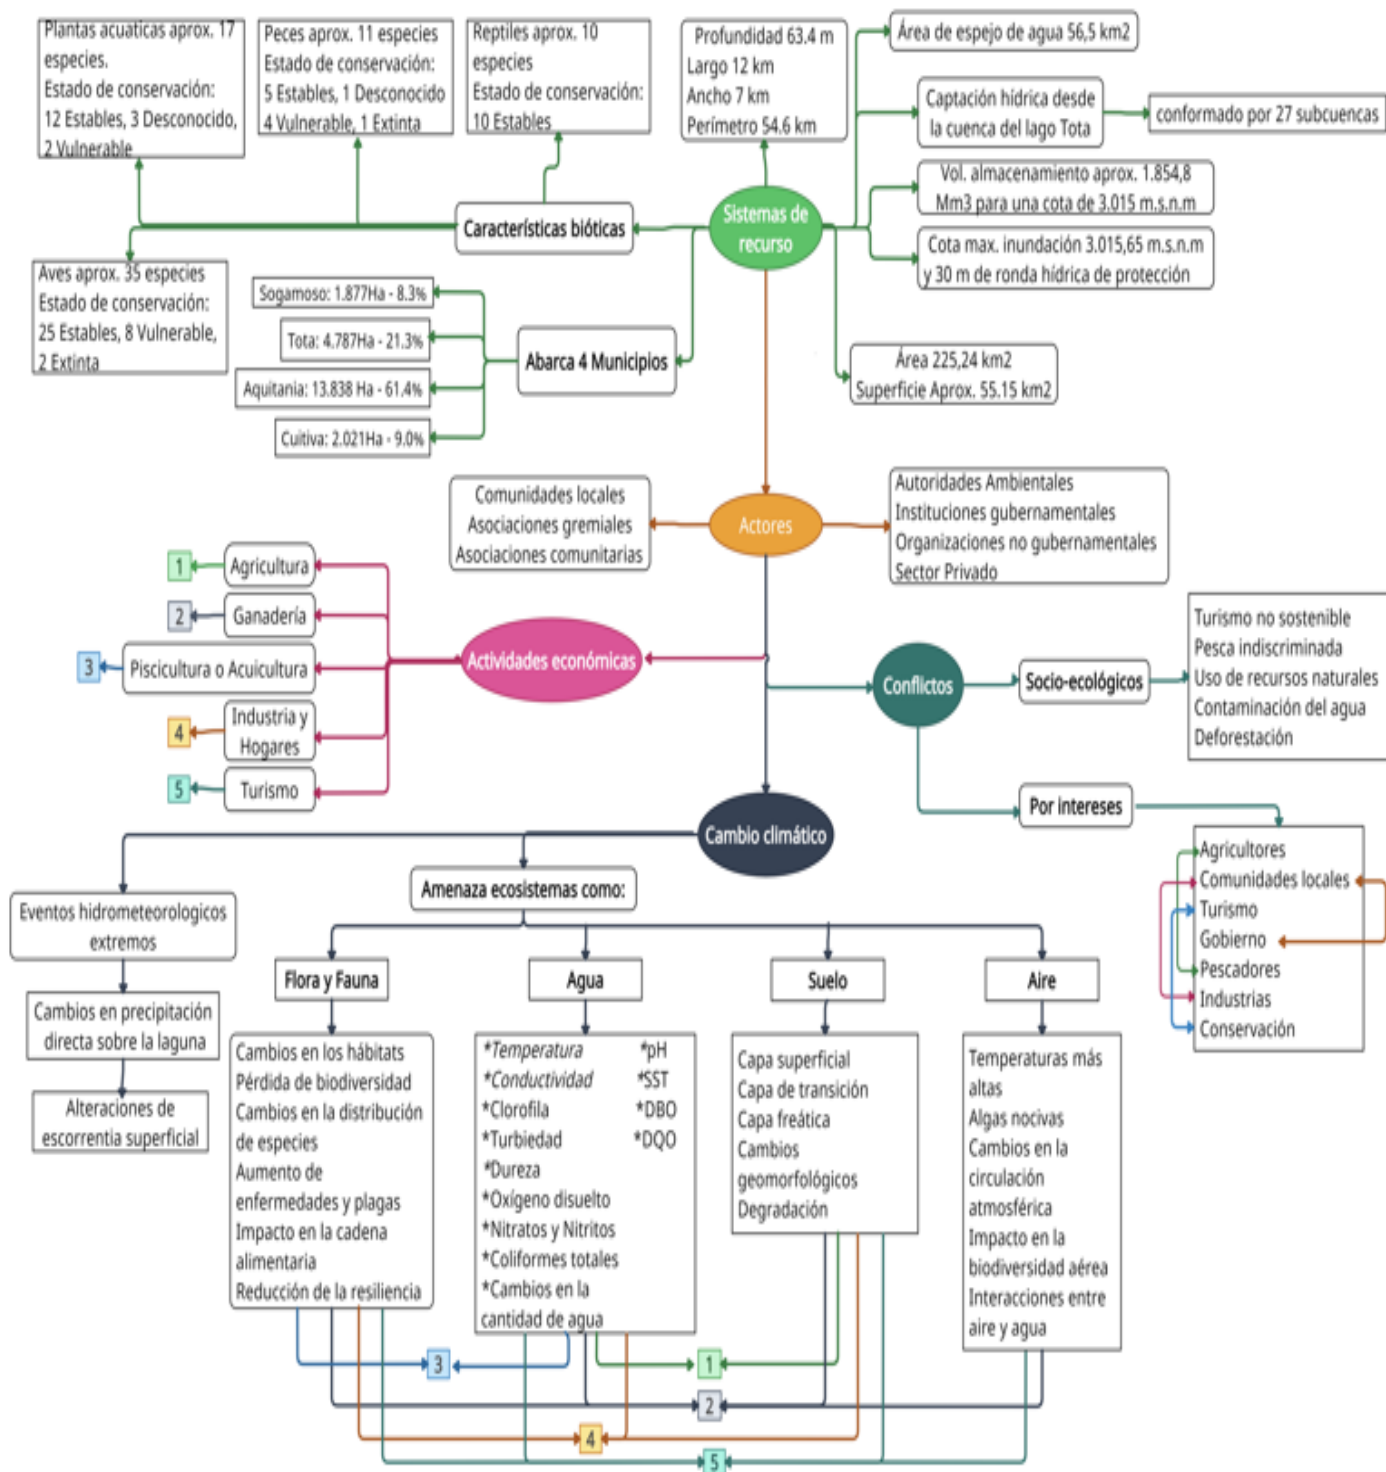 Plantas acuaticas aprox. 17
especies.
Estado de conservación:
12 Estables, 3 Desconocido,
2 Vulnerable
Peces aprox. 11 especies
Estado de conservación:
5 Estables, 1 Desconocido
4 Vulnerable, 1 Extinta
Reptiles aprox. 10
especies
Estado de conservación:
10 Estables
Profundidad 63.4 m
Largo 12 km
Ancho 7 km
Perímetro 54.6 km
Área de espejo de agua 56,5 km2
Captación hídrica desde
la cuenca del lago Tota
conformado por 27 subcuencas
Vol. almacenamiento aprox. 1.854,8
Mm3 para una cota de 3.015 m.s.n.m
Cota max. inundación 3.015,65 m.s.n.m
y 30 m de ronda hídrica de protección
Sistemas de
recurso
Características bióticas
Aves aprox. 35 especies
Estado de conservación:
25 Estables, 8 Vulnerable,
2 Extinta
Sogamoso: 1.877Ha - 8.3%
Tota: 4.787Ha - 21.3%
Aquitania: 13.838 Ha - 61.4%
Cuitiva: 2.021Ha - 9.0%
Abarca 4 Municipios
Área 225,24 km2
Superficie Aprox. 55.15 km2
Comunidades locales
Asociaciones gremiales
Asociaciones comunitarias
Actores
Autoridades Ambientales
Instituciones gubernamentales
Organizaciones no gubernamentales
Sector Privado
1
Agricultura
2
Ganadería
3
Piscicultura o Acuicultura
4
Industria y
Hogares
5
Turismo
Actividades económicas
Conflictos
Socio-ecológicos
Turismo no sostenible
Pesca indiscriminada
Uso de recursos naturales
Contaminación del agua
Deforestación
Por intereses
Agricultores
Comunidades locales
Turismo
Gobierno
Pescadores
Industrias
Conservación
Cambio climático
Eventos hidrometeorologicos
extremos
Cambios en precipitación
directa sobre la laguna
Alteraciones de
escorrentia superficial
Amenaza ecosistemas como:
Flora y Fauna
Agua
Suelo
Aire
Cambios en los hábitats
Pérdida de biodiversidad
Cambios en la distribución
de especies
Aumento de
enfermedades y plagas
Impacto en la cadena
alimentaria
Reducción de la resiliencia
*Temperatura *pH
*Conductividad *SST
*Clorofila *DBO
*Turbiedad *DQO
*Dureza
*Oxígeno disuelto
*Nitratos y Nitritos
*Coliformes totales
*Cambios en la
cantidad de agua
Capa superficial
Capa de transición
Capa freática
Cambios
geomorfológicos
Degradación
Temperaturas más
altas
Algas nocivas
Cambios en la
circulación
atmosférica
Impacto en la
biodiversidad aérea
Interacciones entre
aire y agua
3
1
2
4
5